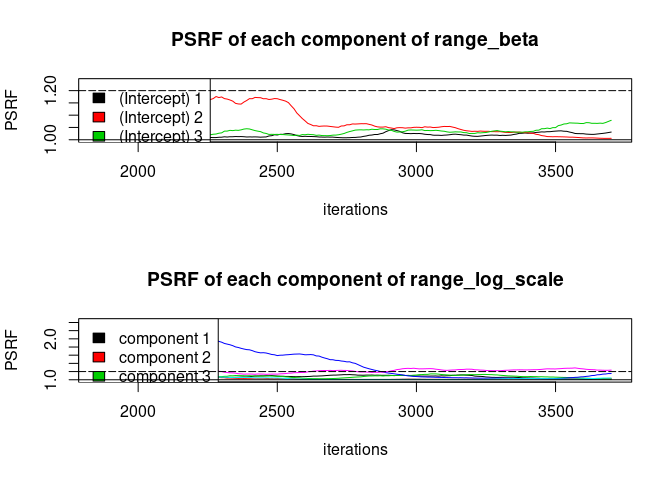 PSRF of each component of range_beta
PSRF
1.00 1.20
(Intercept) 1
(Intercept) 2
(Intercept) 3
2000 2500 3000 3500
iterations
PSRF of each component of range_log_scale
PSRF
1.0 2.0
component 1
component 2
component 3
2000 2500 3000 3500
iterations